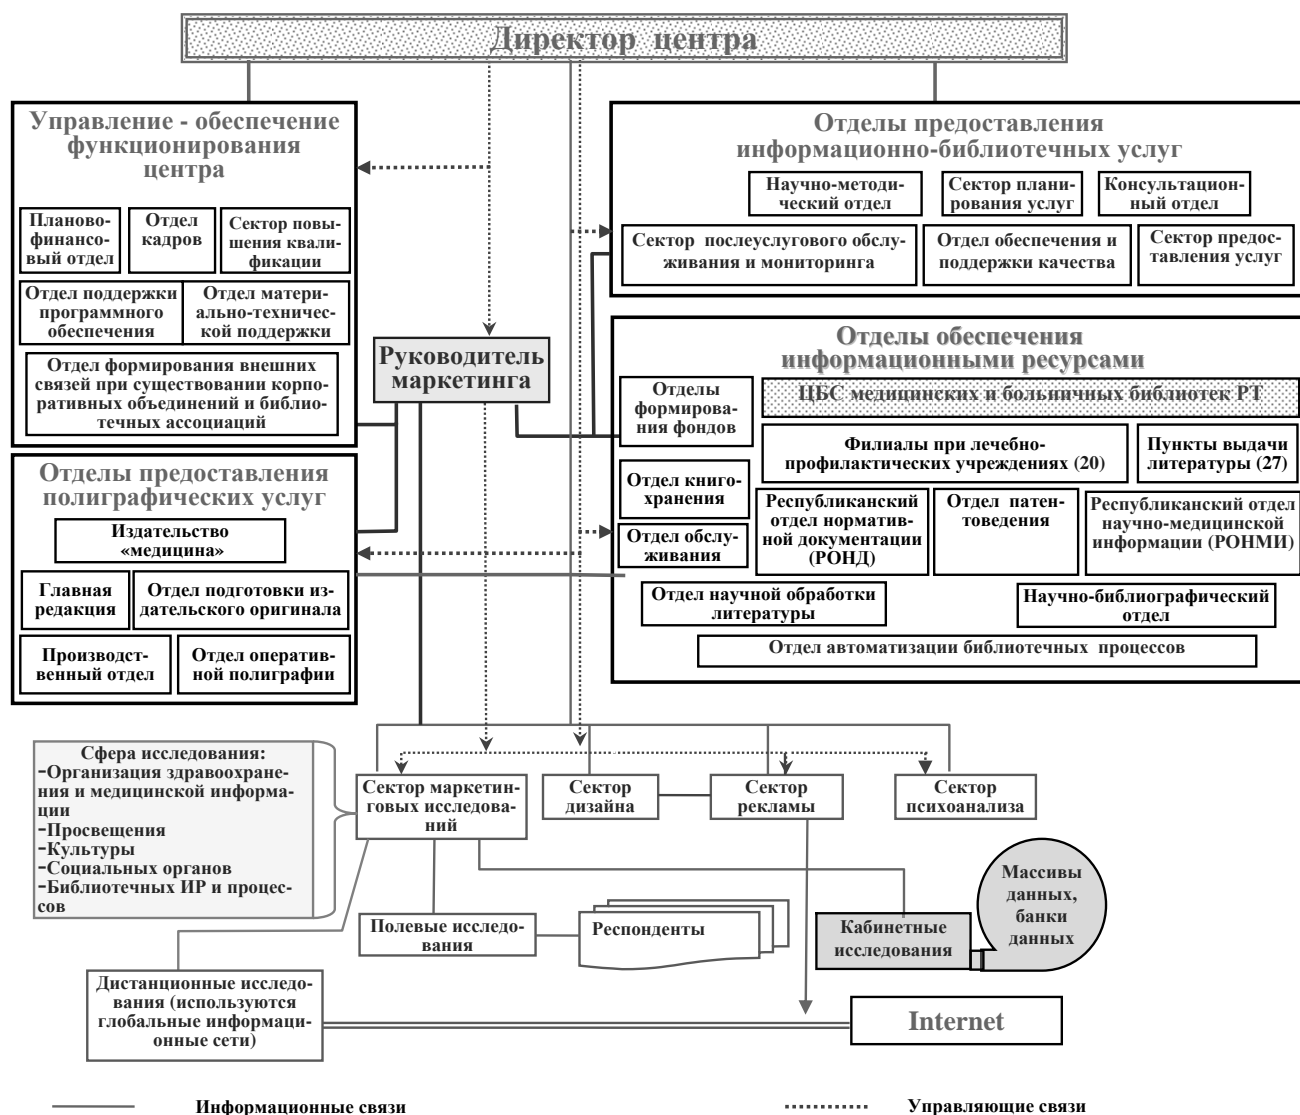 Директор центра
Управление - обеспечение
функционирования
центра
Планово-
финансо-
вый отдел
Отдел
кадров
Сектор повы-
шения квали-
фикации
Отдел поддержки
программного
обеспечения
Отдел матери-
ально-техничес-
кой поддержки
Отдел формирования внешних
связей при существовании корпо-
ративных объединений и библио-
течных ассоциаций
Отделы предоставления
информационно-библиотечных услуг
Научно-методи-
ческий отдел
Сектор плани-
рования услуг
Консультацион-
ный отдел
Сектор послеуслугового обслу-
живания и мониторинга
Отдел обеспечения и
поддержки качества
Сектор предос-
тавления услуг
Руководитель
маркетинга
Отделы обеспечения
информационными ресурсами
Отделы
формирова-
ния фондов
ЦБС медицинских и больничных библиотек РТ
Филиалы при лечебно-
профилактических учреждениях (20)
Пункты выдачи
литературы (27)
Отдел книго-
хранения
Республиканский
отдел норматив-
ной документации
(РОНД)
Отдел патен-
товедения
Республиканский отдел
научно-медицинской
информации (РОНМИ)
Отдел обслу-
живания
Отдел научной обработки
литературы
Научно-библиографический
отдел
Отдел автоматизации библиотечных процессов
Отделы предоставления
полиграфических услуг
Издательство
«медицина»
Главная
редакция
Отдел подготовки из-
дательского оригинала
Производст-
венный отдел
Отдел оператив-
ной полиграфии
Сфера исследования:
-Организация здравоохране-
ния и медицинской информа-
ции
-Просвещения
-Культуры
-Социальных органов
-Библиотечных ИР и процес-
сов
Сектор маркетин-
говых исследова-
ний
Сектор
дизайна
Сектор
рекламы
Сектор
психоанализа
Массивы
данных,
банки
данных
Полевые исследо-
вания
Респонденты
Кабинетные
исследования
Дистанционные исследо-
вания (используются
глобальные информаци-
онные сети)
Internet
Информационные связи
Управляющие связи